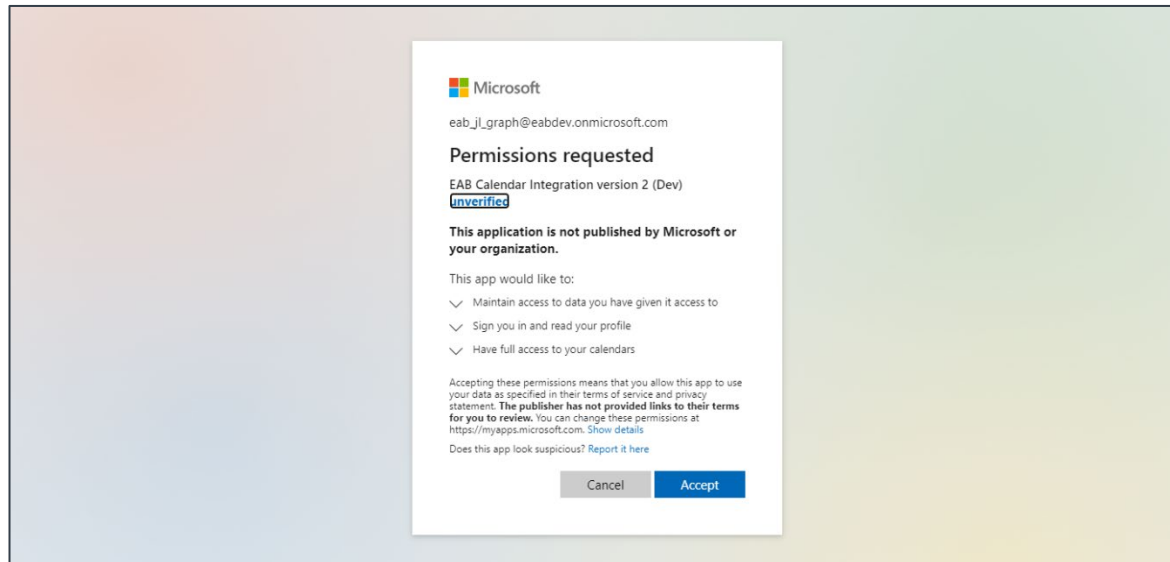 Microsoft
eab_jl_graph@eabdev.onmicrosoft.com
Permissions requested
EAB Calendar Integration version 2 (Dev)
unverified
This application is not published by Microsoft or
your organization.
This app would like to:
Maintain access to data you have given it access to
Sign you in and read your profile
Have full access to your calendars
Accepting these permissions means that you allow this app to use
your data as specified in their terms of service and privacy
statement. The publisher has not provided links to their terms
for you to review. You can change these permissions at
https://myapps.microsoft.com. Show details
Does this app look suspicious? Report it here
Cancel Accept